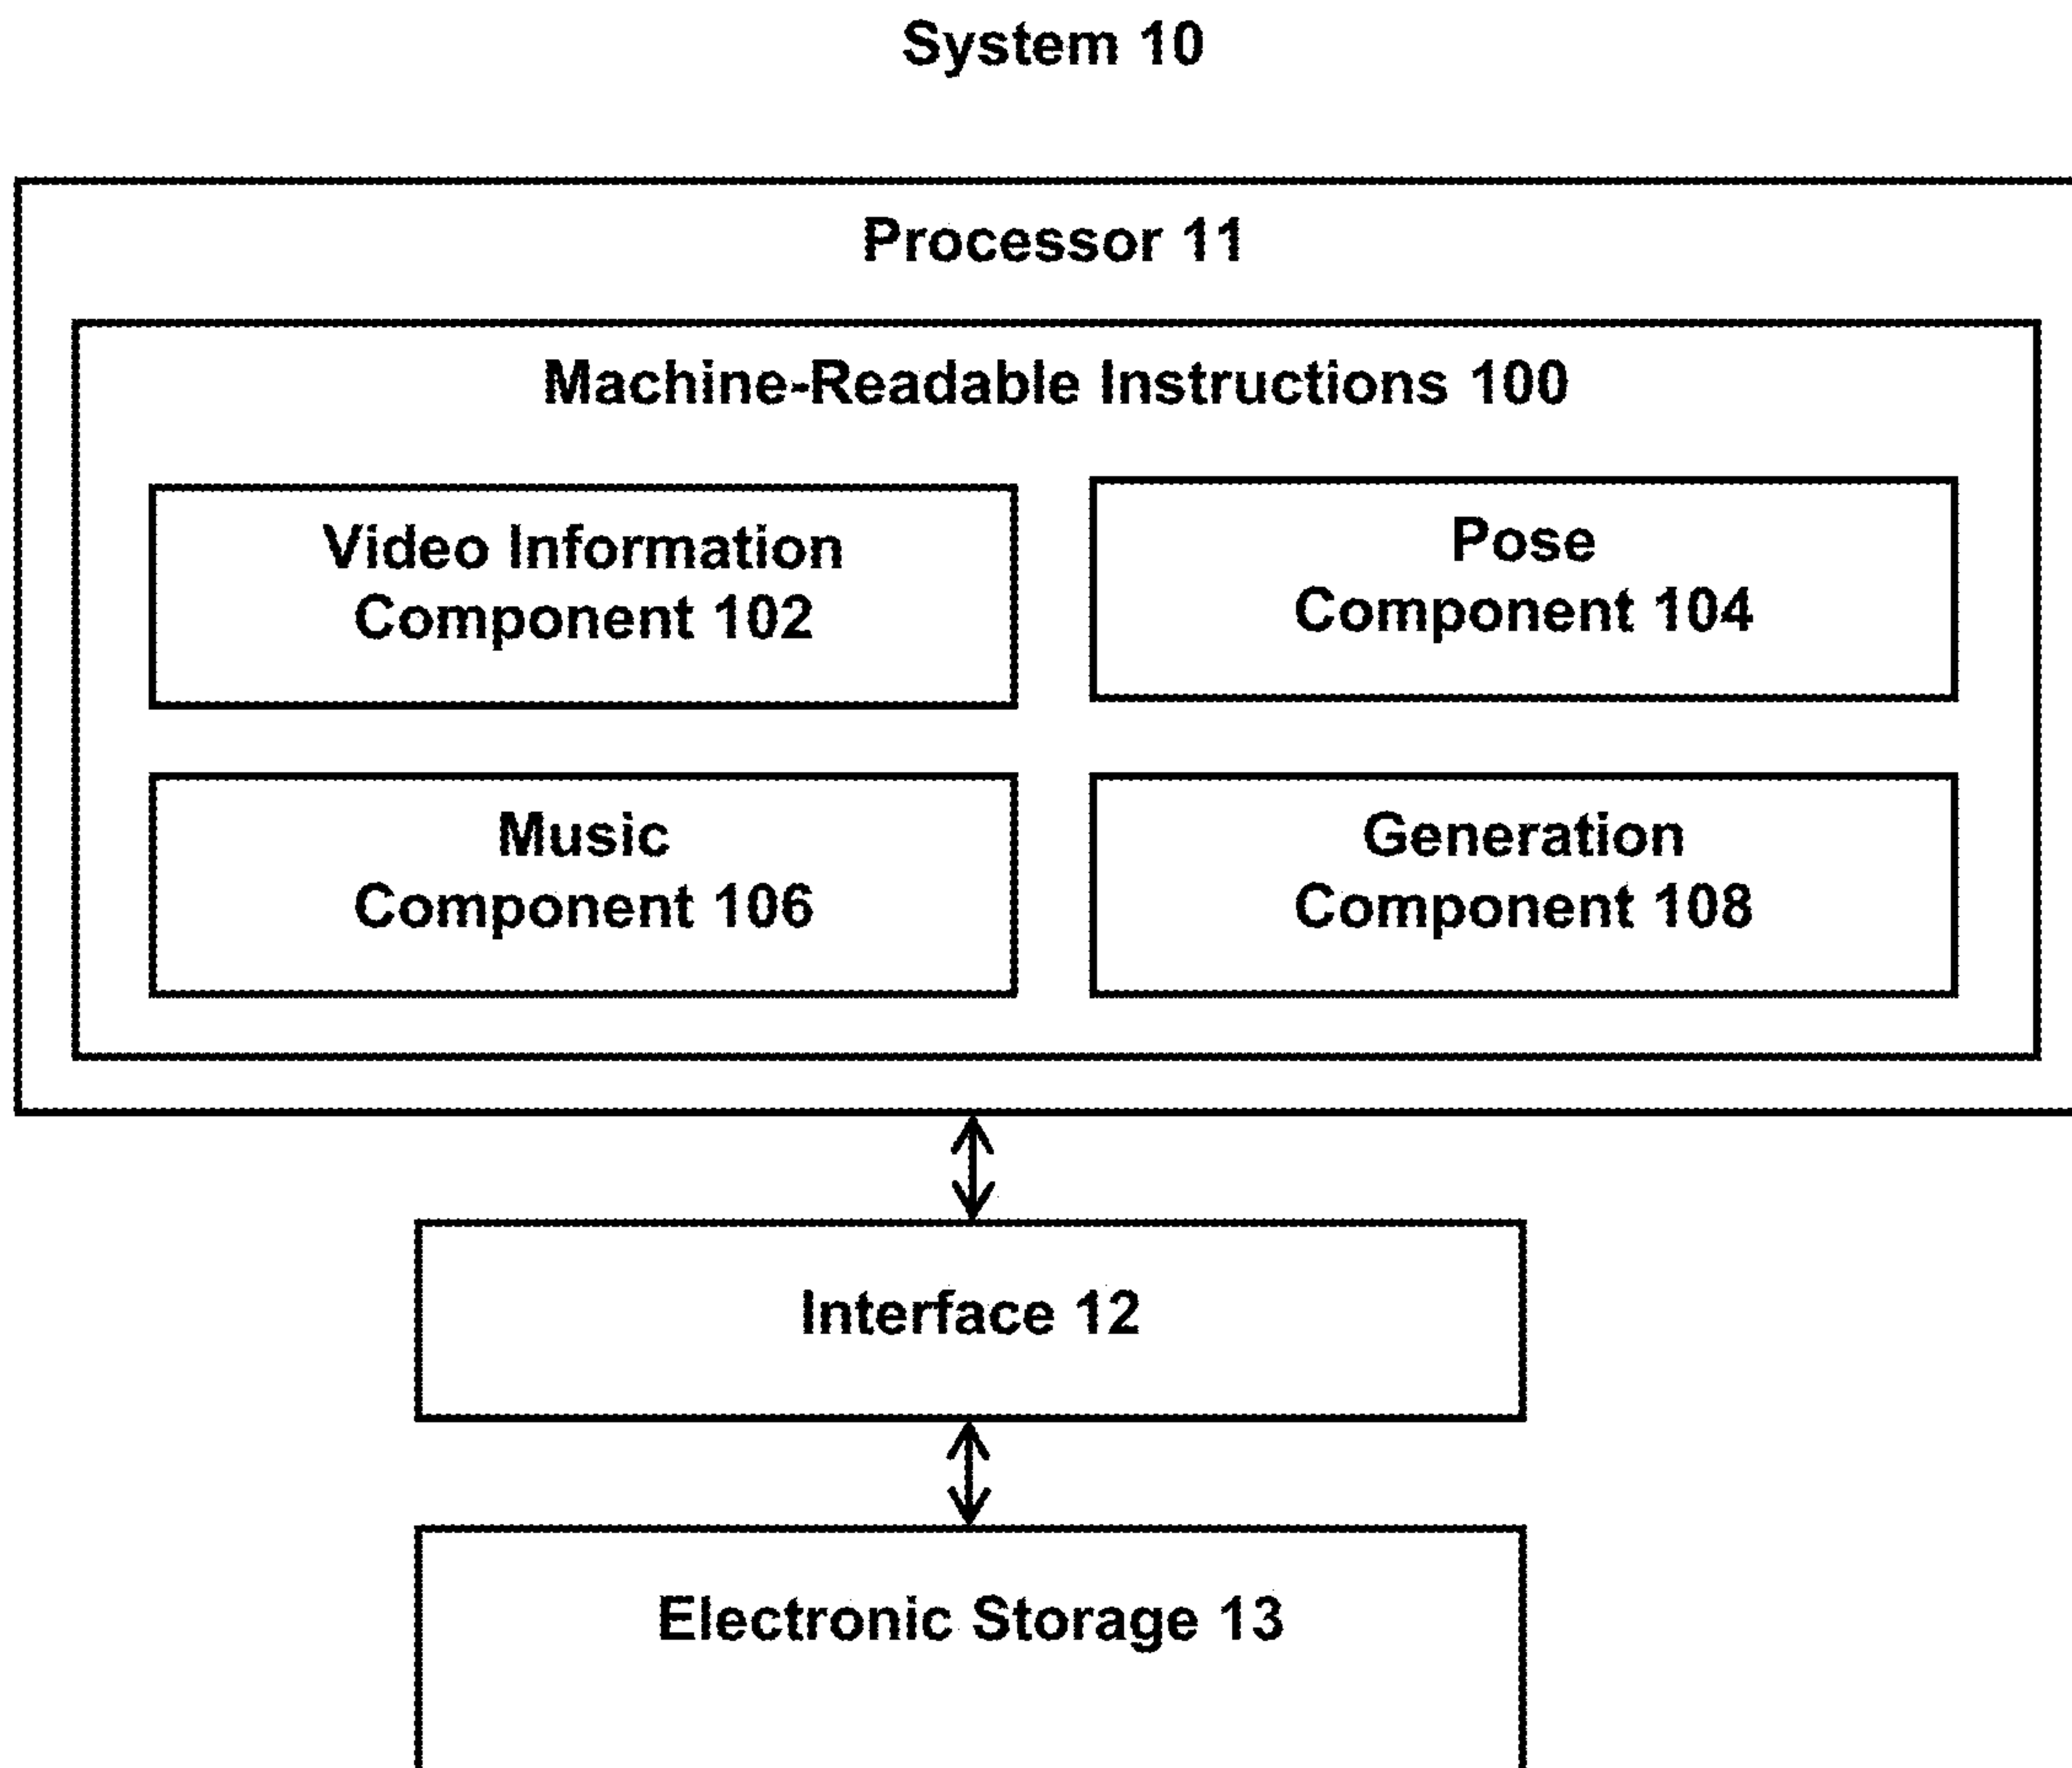 System 10
Processor 11
Machine-Readable Instructions 100
Video Information
Component 102
Pose
Component 104
Music
Component 106
Generation
Component 108
Interface 12
Electronic Storage 13